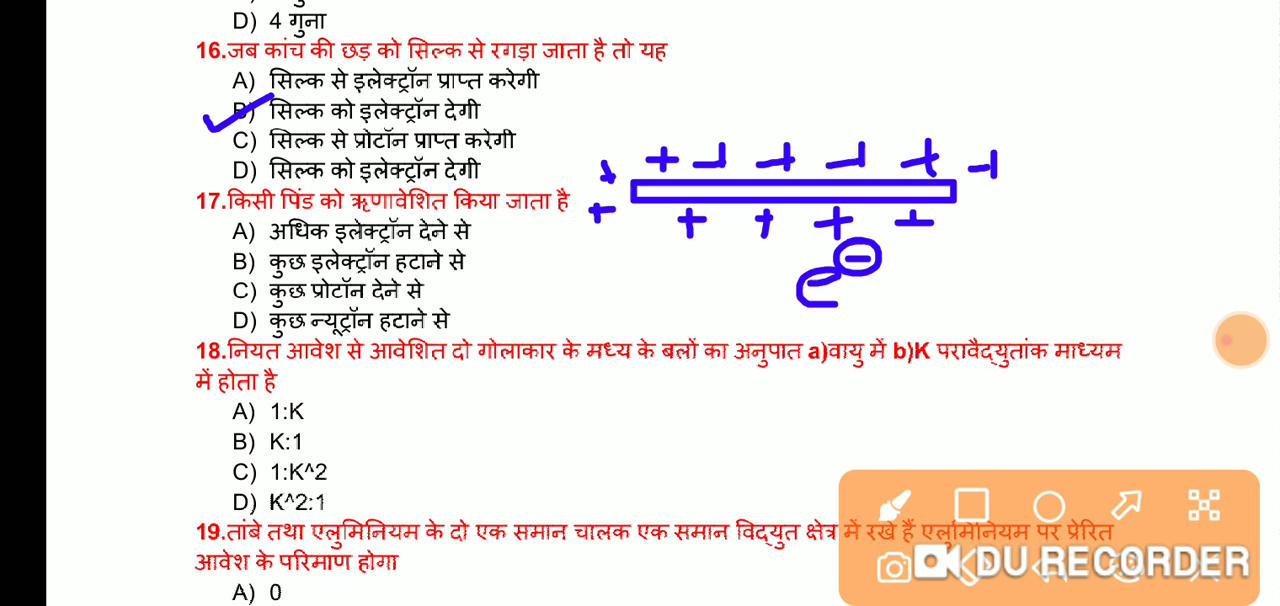 D) 4 गुना
16.जब कांच की छड़ को सिल्क से रगड़ा जाता है तो यह
A) सिल्क से इलेक्ट्रॉन प्राप्त करेगी
B) सिल्क को इलेक्ट्रॉन देगी
C) सिल्क से प्रोटॉन प्राप्त करेगी
D) सिल्क को इलेक्ट्रॉन देगी
+ + + + + + +
17.किसी पिंड को ऋणावेशित किया जाता है
+ + + + +
A) अधिक इलेक्ट्रॉन देने से
B) कुछ इलेक्ट्रॉन हटाने से
e⊖
C) कुछ प्रोटॉन देने से
D) कुछ न्यूट्रॉन हटाने से
18.नियत आवेश से आवेशित दो गोलाकार के मध्य के बलों का अनुपात a)वायु में b)K परावैद्युतांक माध्यम
में होता है
A) 1:K
B) K:1
C) 1:K^2
D) K^2:1
19.तांबे तथा एलुमिनियम के दो एक समान चालक एक समान विद्युत क्षेत्र में रखे हैं एलुमिनियम पर प्रेरित
आवेश के परिमाण होगा
DU RECORDER
A) 0